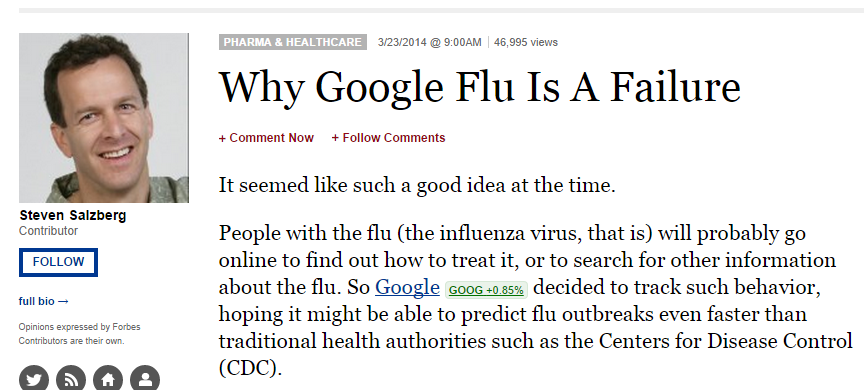 PHARMA & HEALTHCARE 3/23/2014 @ 9:00AM 46,995 views
Why Google Flu Is A Failure
+ Comment Now + Follow Comments
Steven Salzberg
Contributor
FOLLOW
full bio →
Opinions expressed by Forbes
Contributors are their own.
It seemed like such a good idea at the time.
People with the flu (the influenza virus, that is) will probably go
online to find out how to treat it, or to search for other information
about the flu. So Google GOOG +0.85% decided to track such behavior,
hoping it might be able to predict flu outbreaks even faster than
traditional health authorities such as the Centers for Disease Control
(CDC).